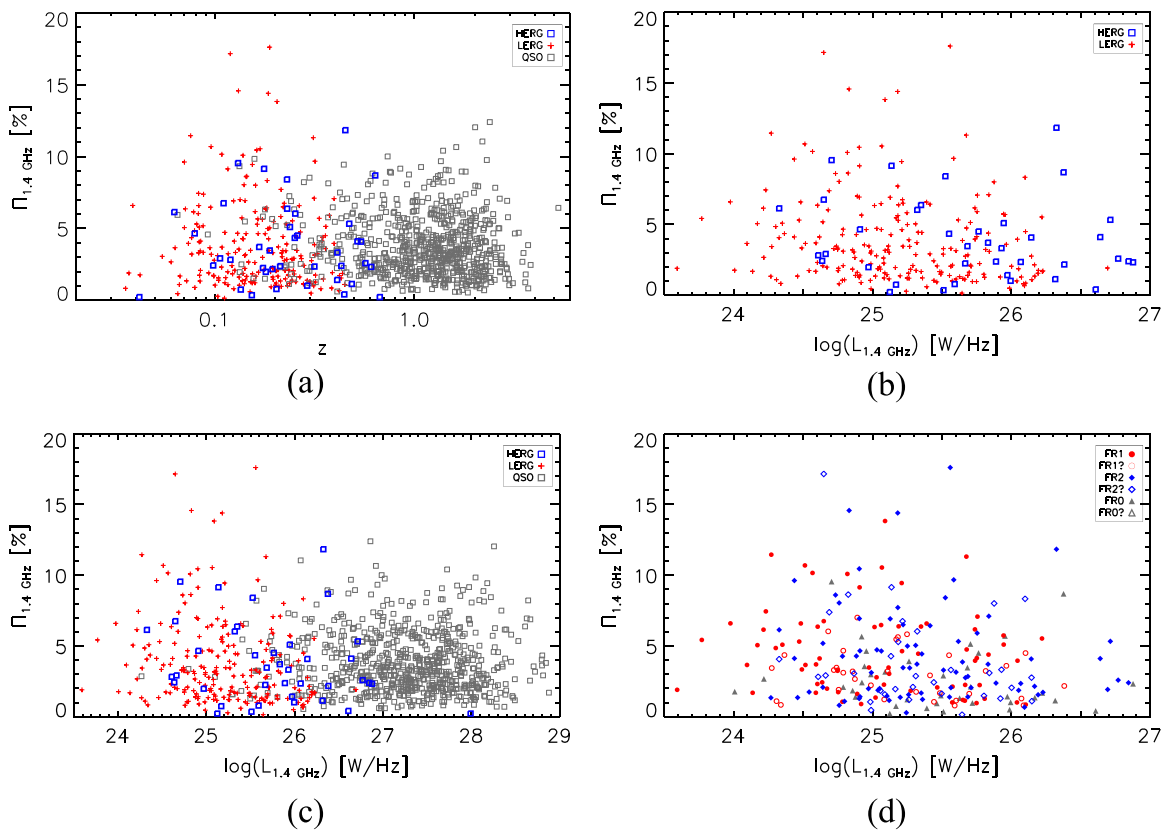 20
15
10
5
0
Π1.4 GHz [%]
HERG
LERG
QSO
0.1
1.0
z
(a)
20
15
10
5
0
Π1.4 GHz [%]
HERG
LERG
24
25
26
27
log(L1.4 GHz) [W/Hz]
(b)
20
15
10
5
0
Π1.4 GHz [%]
HERG
LERG
QSO
24
25
26
27
28
29
log(L1.4 GHz) [W/Hz]
(c)
20
15
10
5
0
Π1.4 GHz [%]
FR1
FR1?
FR2
FR2?
FR0
FR0?
24
25
26
27
log(L1.4 GHz) [W/Hz]
(d)